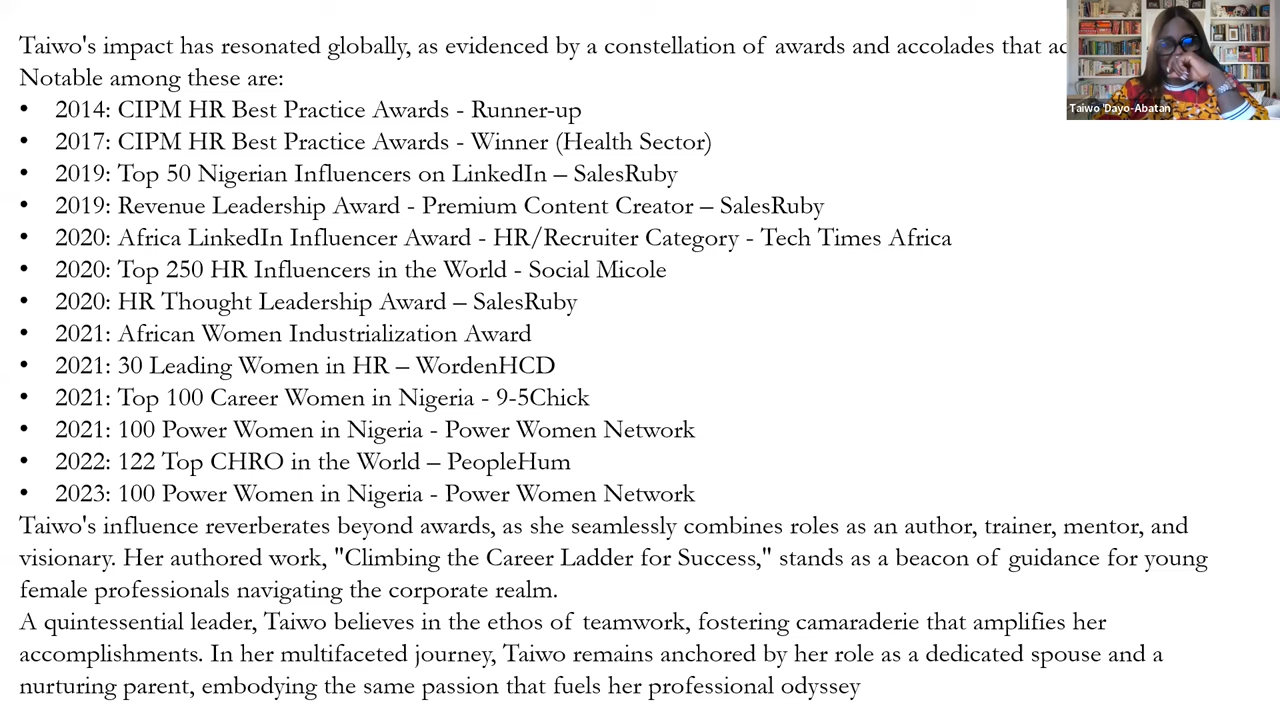 Taiwo's impact has resonated globally, as evidenced by a constellation of awards and accolades that
Notable among these are:
• 2014: CIPM HR Best Practice Awards - Runner-up
• 2017: CIPM HR Best Practice Awards - Winner (Health Sector)
• 2019: Top 50 Nigerian Influencers on LinkedIn – SalesRuby
• 2019: Revenue Leadership Award - Premium Content Creator – SalesRuby
• 2020: Africa LinkedIn Influencer Award - HR/Recruiter Category - Tech Times Africa
• 2020: Top 250 HR Influencers in the World - Social Micole
• 2020: HR Thought Leadership Award – SalesRuby
• 2021: African Women Industrialization Award
• 2021: 30 Leading Women in HR – WordenHCD
• 2021: Top 100 Career Women in Nigeria - 9-5Chick
• 2021: 100 Power Women in Nigeria - Power Women Network
• 2022: 122 Top CHRO in the World – PeopleHum
• 2023: 100 Power Women in Nigeria - Power Women Network
Taiwo's influence reverberates beyond awards, as she seamlessly combines roles as an author, trainer, mentor, and
visionary. Her authored work, "Climbing the Career Ladder for Success," stands as a beacon of guidance for young
female professionals navigating the corporate realm.
A quintessential leader, Taiwo believes in the ethos of teamwork, fostering camaraderie that amplifies her
accomplishments. In her multifaceted journey, Taiwo remains anchored by her role as a dedicated spouse and a
nurturing parent, embodying the same passion that fuels her professional odyssey
Taiwo 'Dayo-Abatan